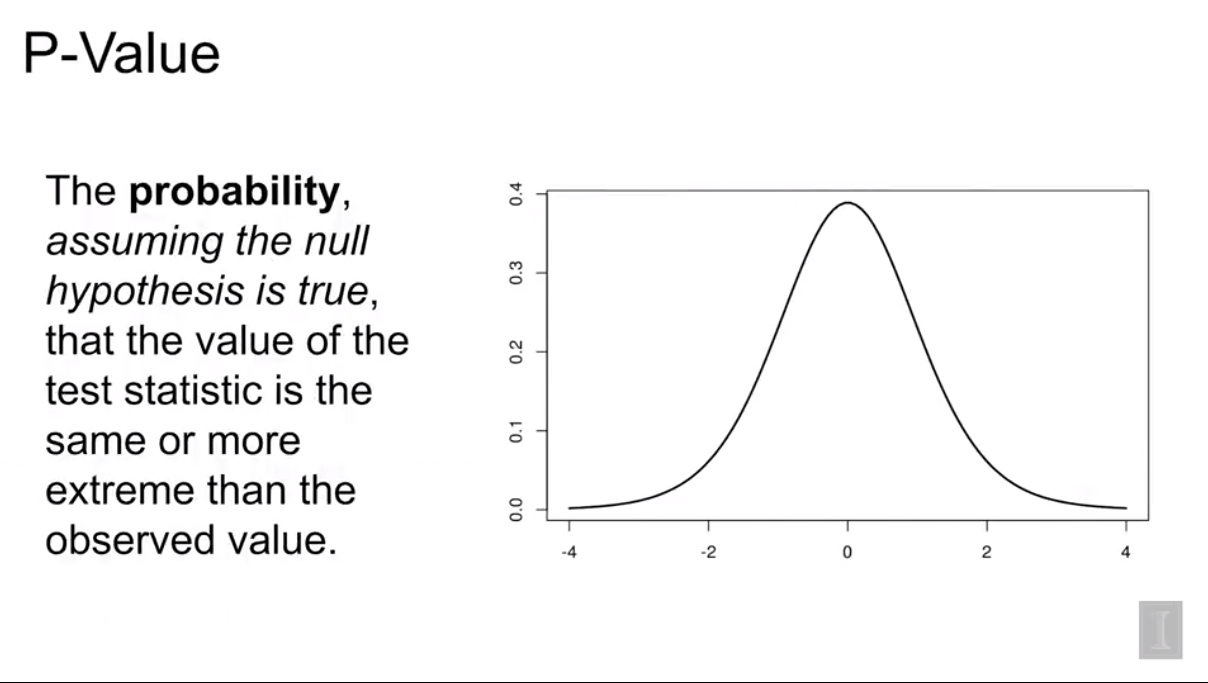 P-Value
The probability,
assuming the null
hypothesis is true,
that the value of the
test statistic is the
same or more
extreme than the
observed value.
0.4
0.3
0.2
0.1
0.0
-4 -2 0 2 4
I